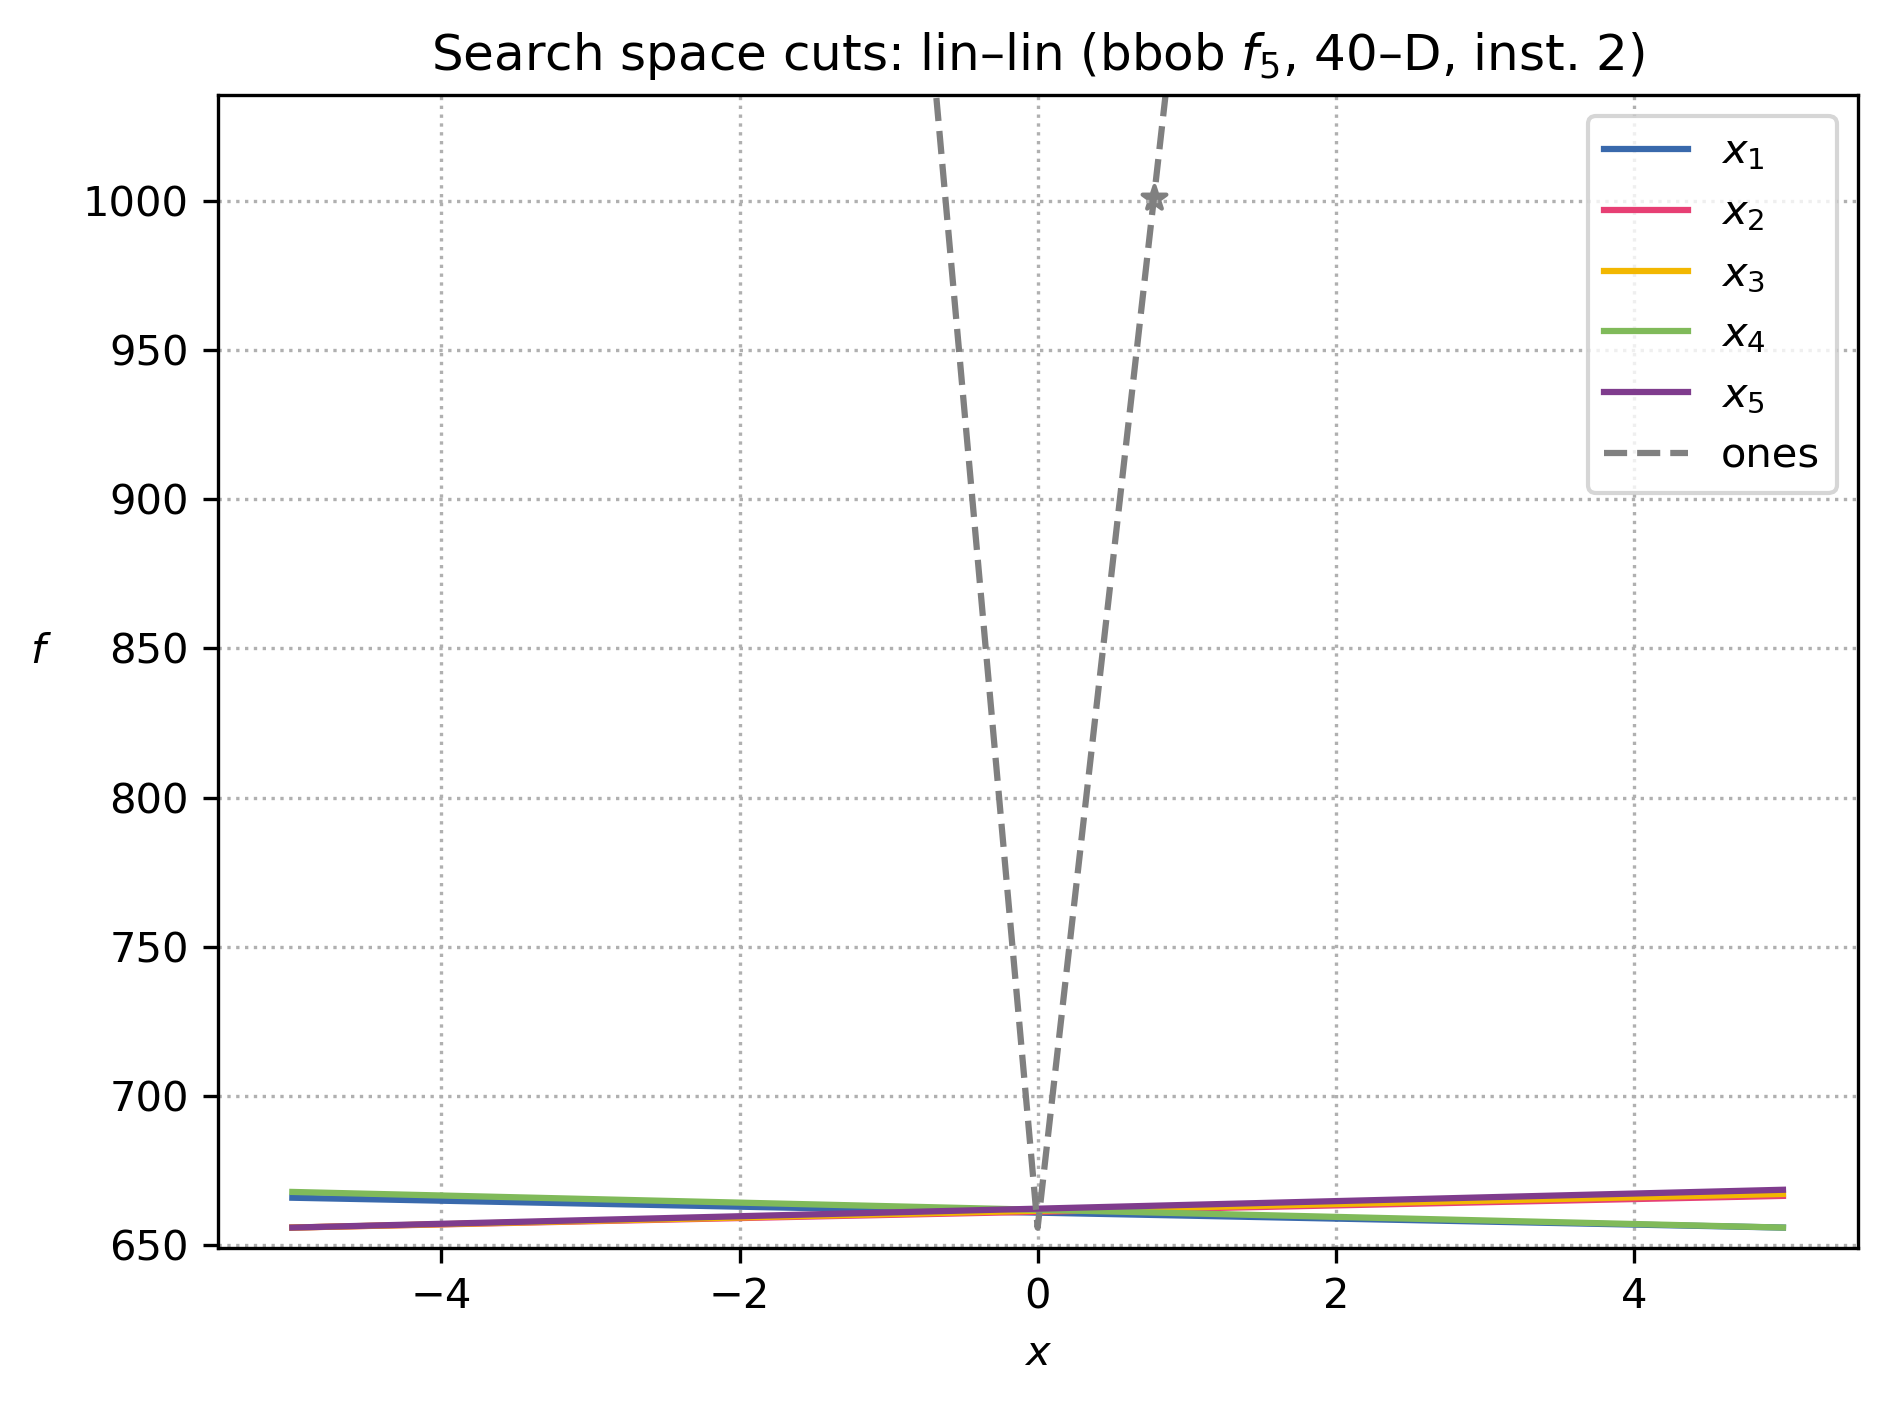 Search space cuts: lin–lin (bbob f₅, 40–D, inst. 2)
f
1000
950
900
850
800
750
700
650
−4
−2
0
2
4
x
x₁
x₂
x₃
x₄
x₅
ones